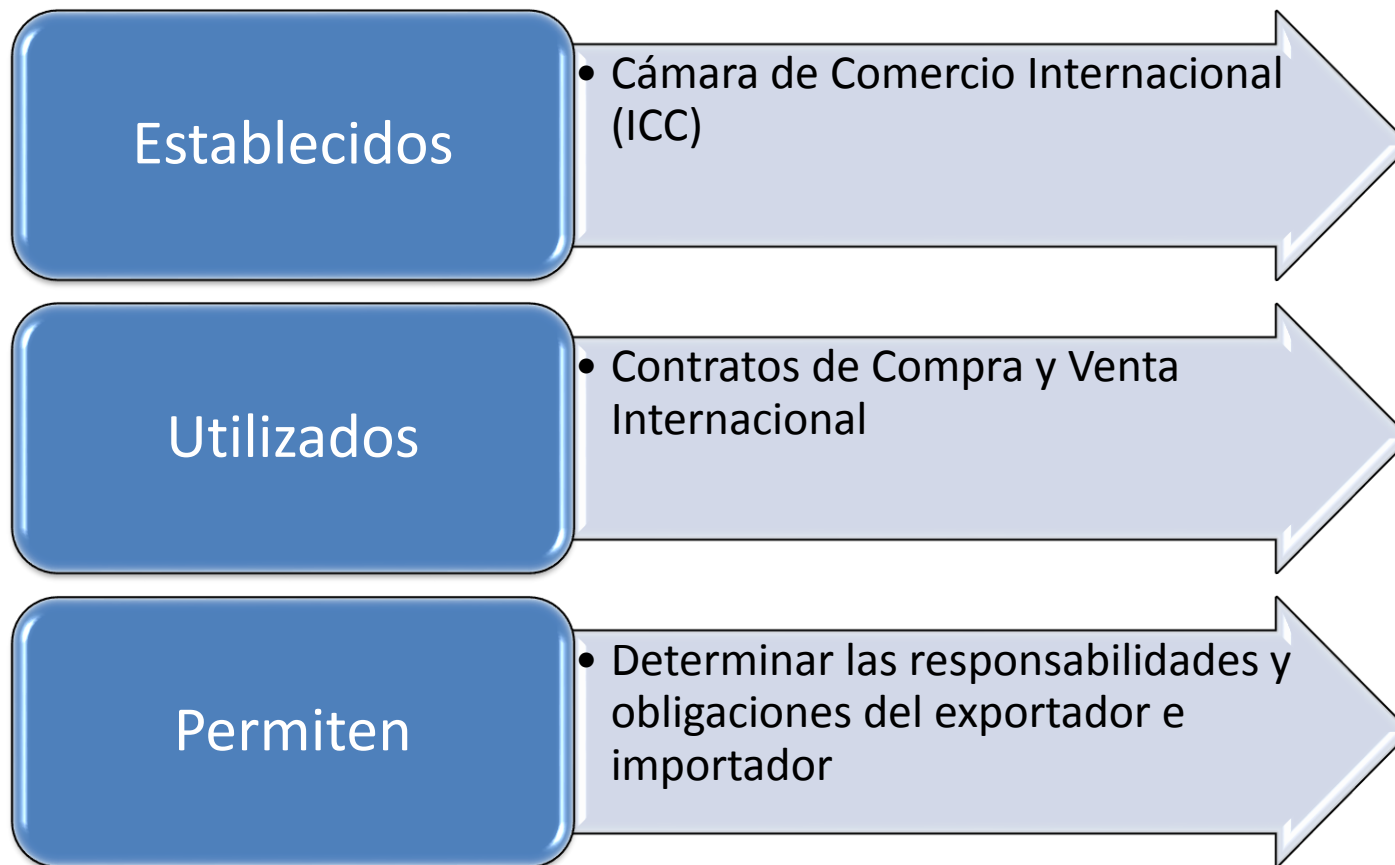 Establecidos
• Cámara de Comercio Internacional
(ICC)
Utilizados
• Contratos de Compra y Venta
Internacional
Permiten
• Determinar las responsabilidades y
obligaciones del exportador e
importador